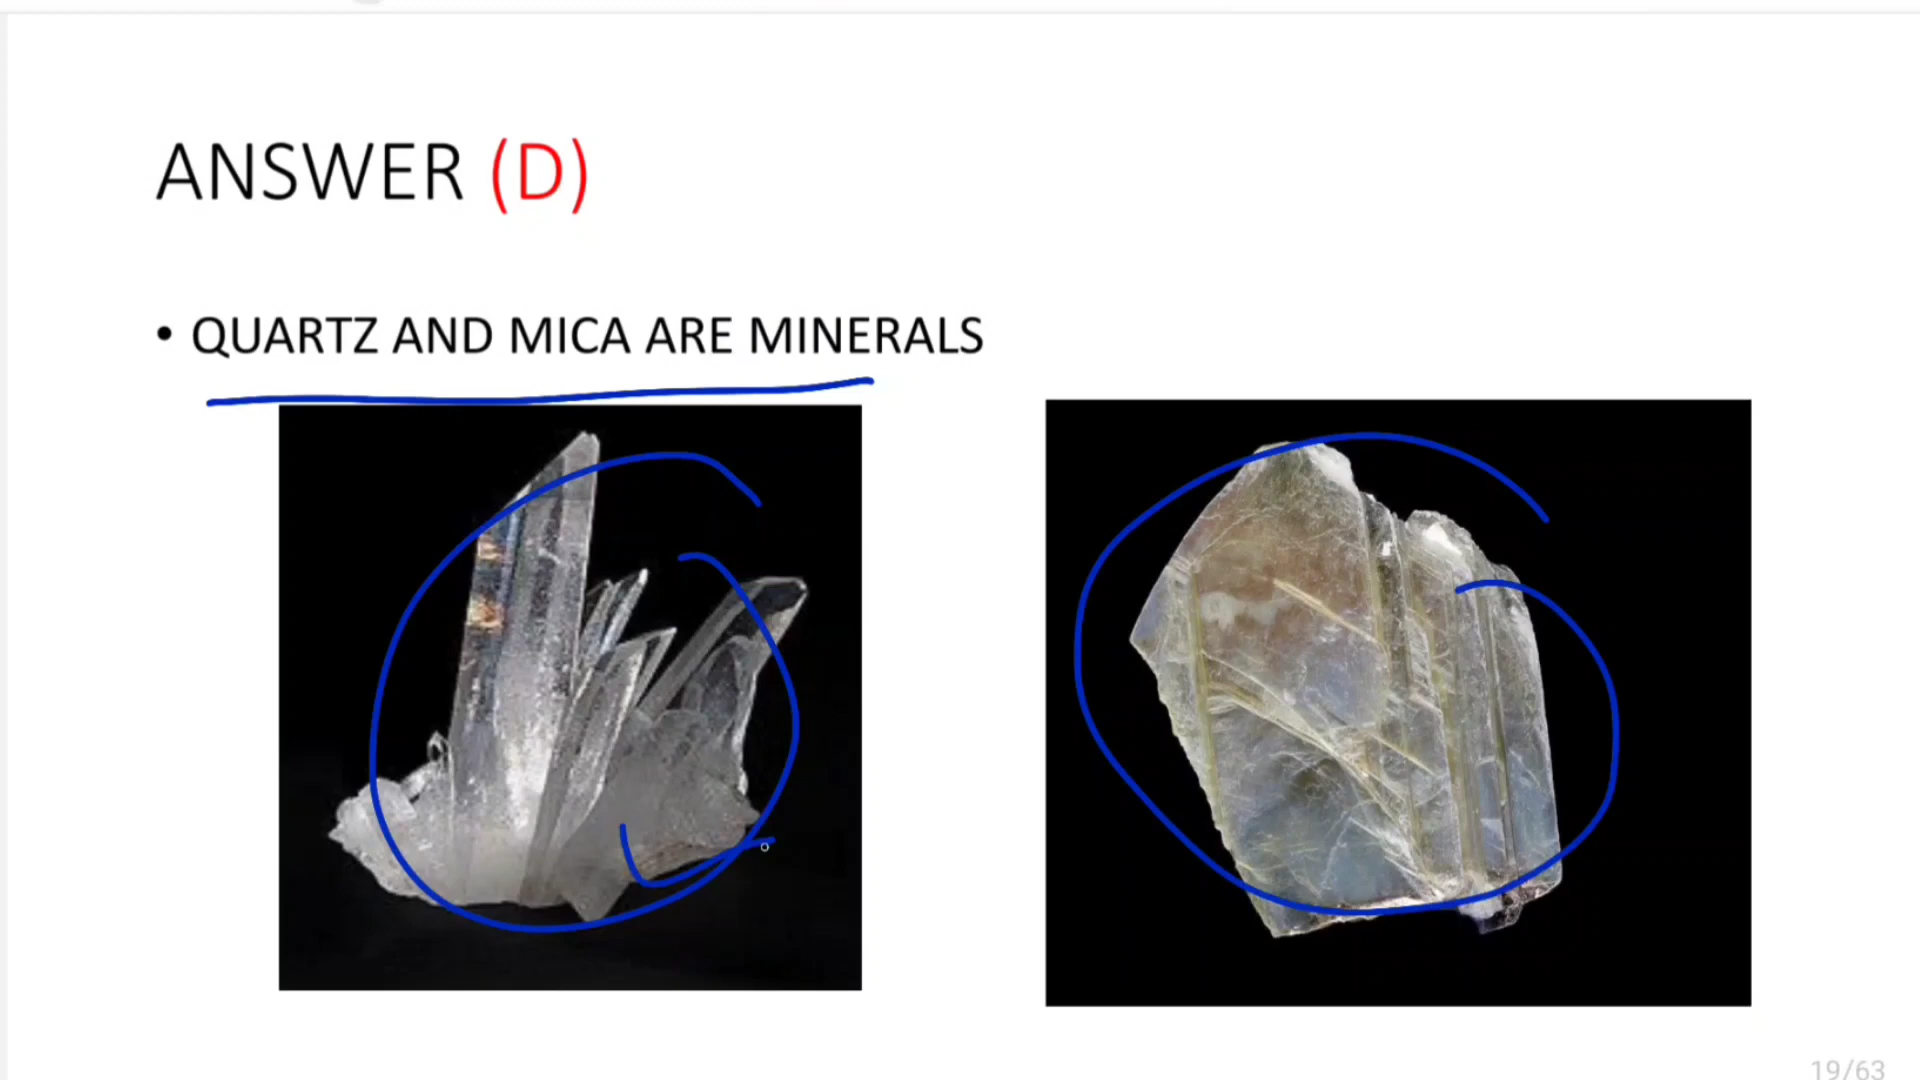 ANSWER (D)
• QUARTZ AND MICA ARE MINERALS
19/63